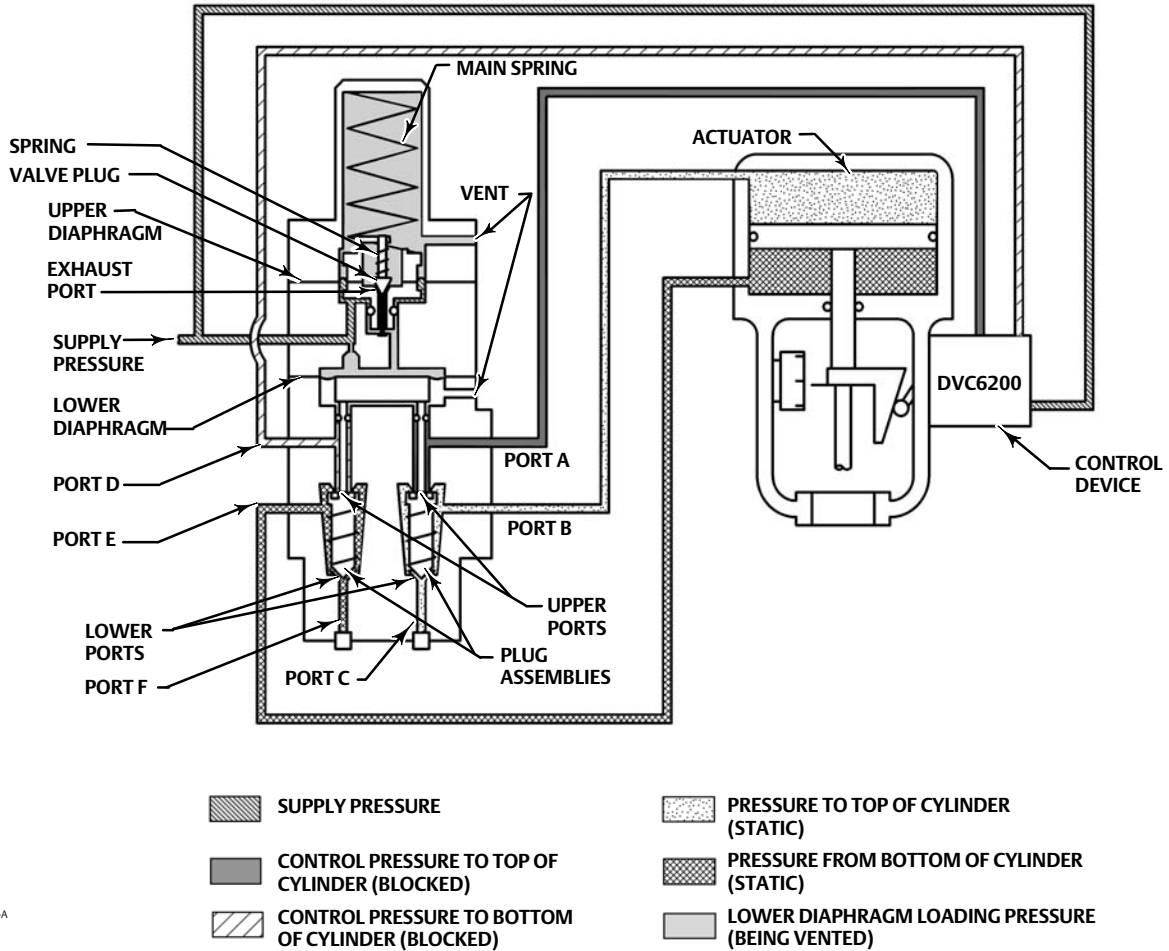 MAIN SPRING
SPRING
VALVE PLUG
UPPER
DIAPHRAGM
EXHAUST
PORT
SUPPLY
PRESSURE
LOWER
DIAPHRAGM
PORT D
PORT E
LOWER
PORTS
PORT F
VENT
ACTUATOR
DVC6200
CONTROL
DEVICE
PORT A
PORT B
UPPER
PORTS
PORT C
PLUG
ASSEMBLIES
SUPPLY PRESSURE
CONTROL PRESSURE TO TOP OF
CYLINDER (BLOCKED)
CONTROL PRESSURE TO BOTTOM
OF CYLINDER (BLOCKED)
PRESSURE TO TOP OF CYLINDER
(STATIC)
PRESSURE FROM BOTTOM OF CYLINDER
(STATIC)
LOWER DIAPHRAGM LOADING PRESSURE
(BEING VENTED)